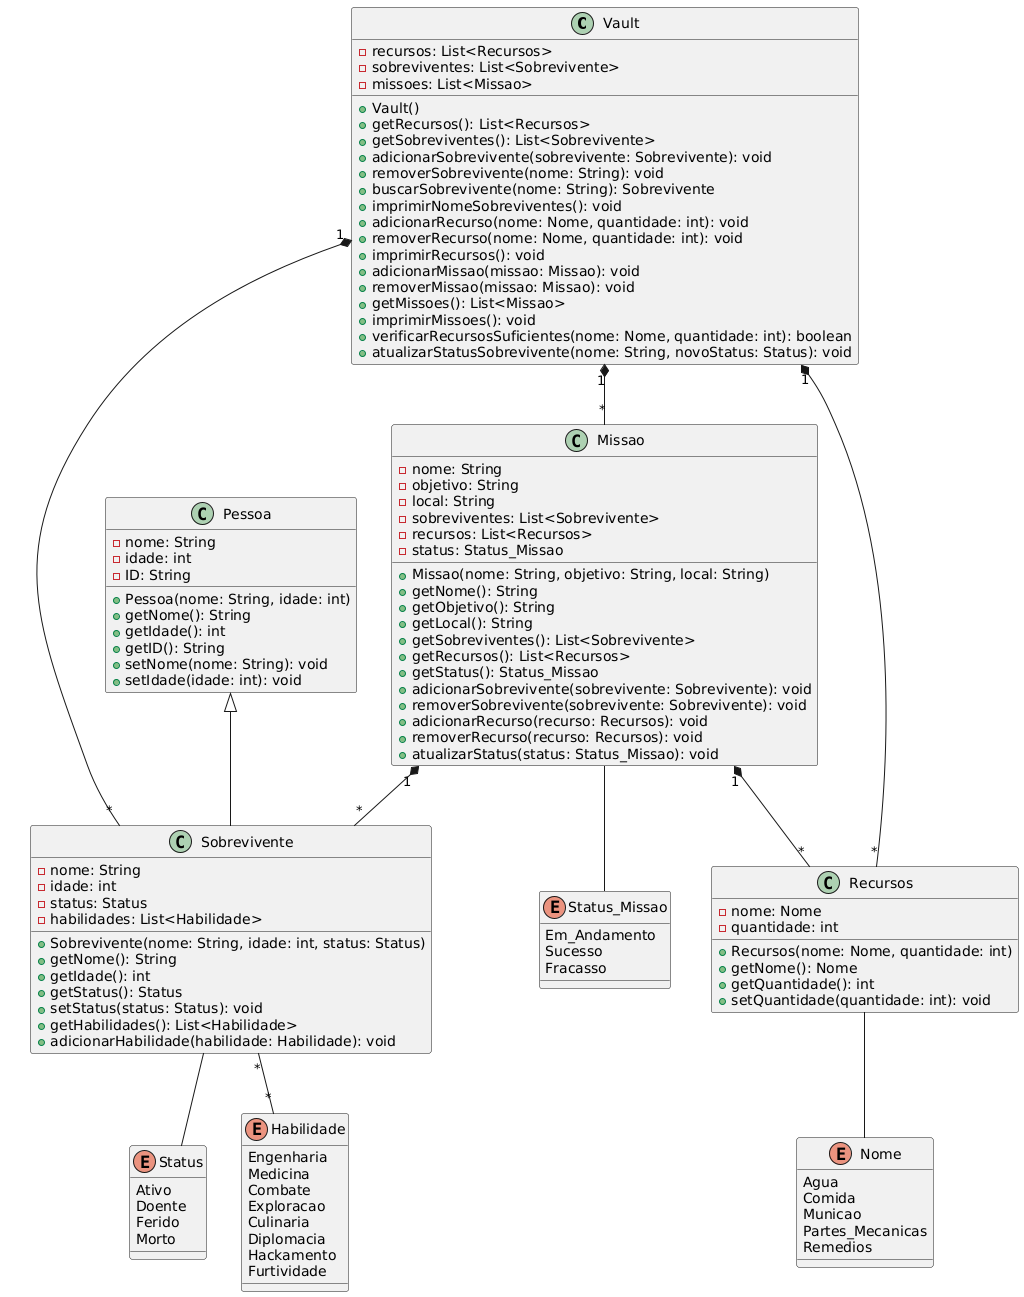 C Vault
recursos: List<Recursos>
sobreviventes: List<Sobrevivente>
missoes: List<Missao>
Vault()
getRecursos(): List<Recursos>
getSobreviventes(): List<Sobrevivente>
adicionarSobrevivente(sobrevivente: Sobrevivente): void
removerSobrevivente(nome: String): void
buscarSobrevivente(nome: String): Sobrevivente
imprimirNomeSobreviventes(): void
adicionarRecurso(nome: Nome, quantidade: int): void
removerRecurso(nome: Nome, quantidade: int): void
imprimirRecursos(): void
adicionarMissao(missao: Missao): void
removerMissao(missao: Missao): void
getMissoes(): List<Missao>
imprimirMissoes(): void
verificarRecursosSuficientes(nome: Nome, quantidade: int): boolean
atualizarStatusSobrevivente(nome: String, novoStatus: Status): void
1
1
1
*
C Missao
nome: String
objetivo: String
local: String
sobreviventes: List<Sobrevivente>
recursos: List<Recursos>
status: Status_Missao
Missao(nome: String, objetivo: String, local: String)
getNome(): String
getObjetivo(): String
getLocal(): String
getSobreviventes(): List<Sobrevivente>
getRecursos(): List<Recursos>
getStatus(): Status_Missao
adicionarSobrevivente(sobrevivente: Sobrevivente): void
removerSobrevivente(sobrevivente: Sobrevivente): void
adicionarRecurso(recurso: Recursos): void
removerRecurso(recurso: Recursos): void
atualizarStatus(status: Status_Missao): void
C Pessoa
nome: String
idade: int
ID: String
Pessoa(nome: String, idade: int)
getNome(): String
getIdade(): int
getID(): String
setNome(nome: String): void
setIdade(idade: int): void
1
1
*
*
*
*
C Sobrevivente
nome: String
idade: int
status: Status
habilidades: List<Habilidade>
Sobrevivente(nome: String, idade: int, status: Status)
getNome(): String
getIdade(): int
getStatus(): Status
setStatus(status: Status): void
getHabilidades(): List<Habilidade>
adicionarHabilidade(habilidade: Habilidade): void
E Status_Missao
Em_Andamento
Sucesso
Fracasso
C Recursos
nome: Nome
quantidade: int
Recursos(nome: Nome, quantidade: int)
getNome(): Nome
getQuantidade(): int
setQuantidade(quantidade: int): void
*
*
E Status
Ativo
Doente
Ferido
Morto
E Habilidade
Engenharia
Medicina
Combate
Exploracao
Culinaria
Diplomacia
Hackamento
Furtividade
E Nome
Agua
Comida
Municao
Partes_Mecanicas
Remedios